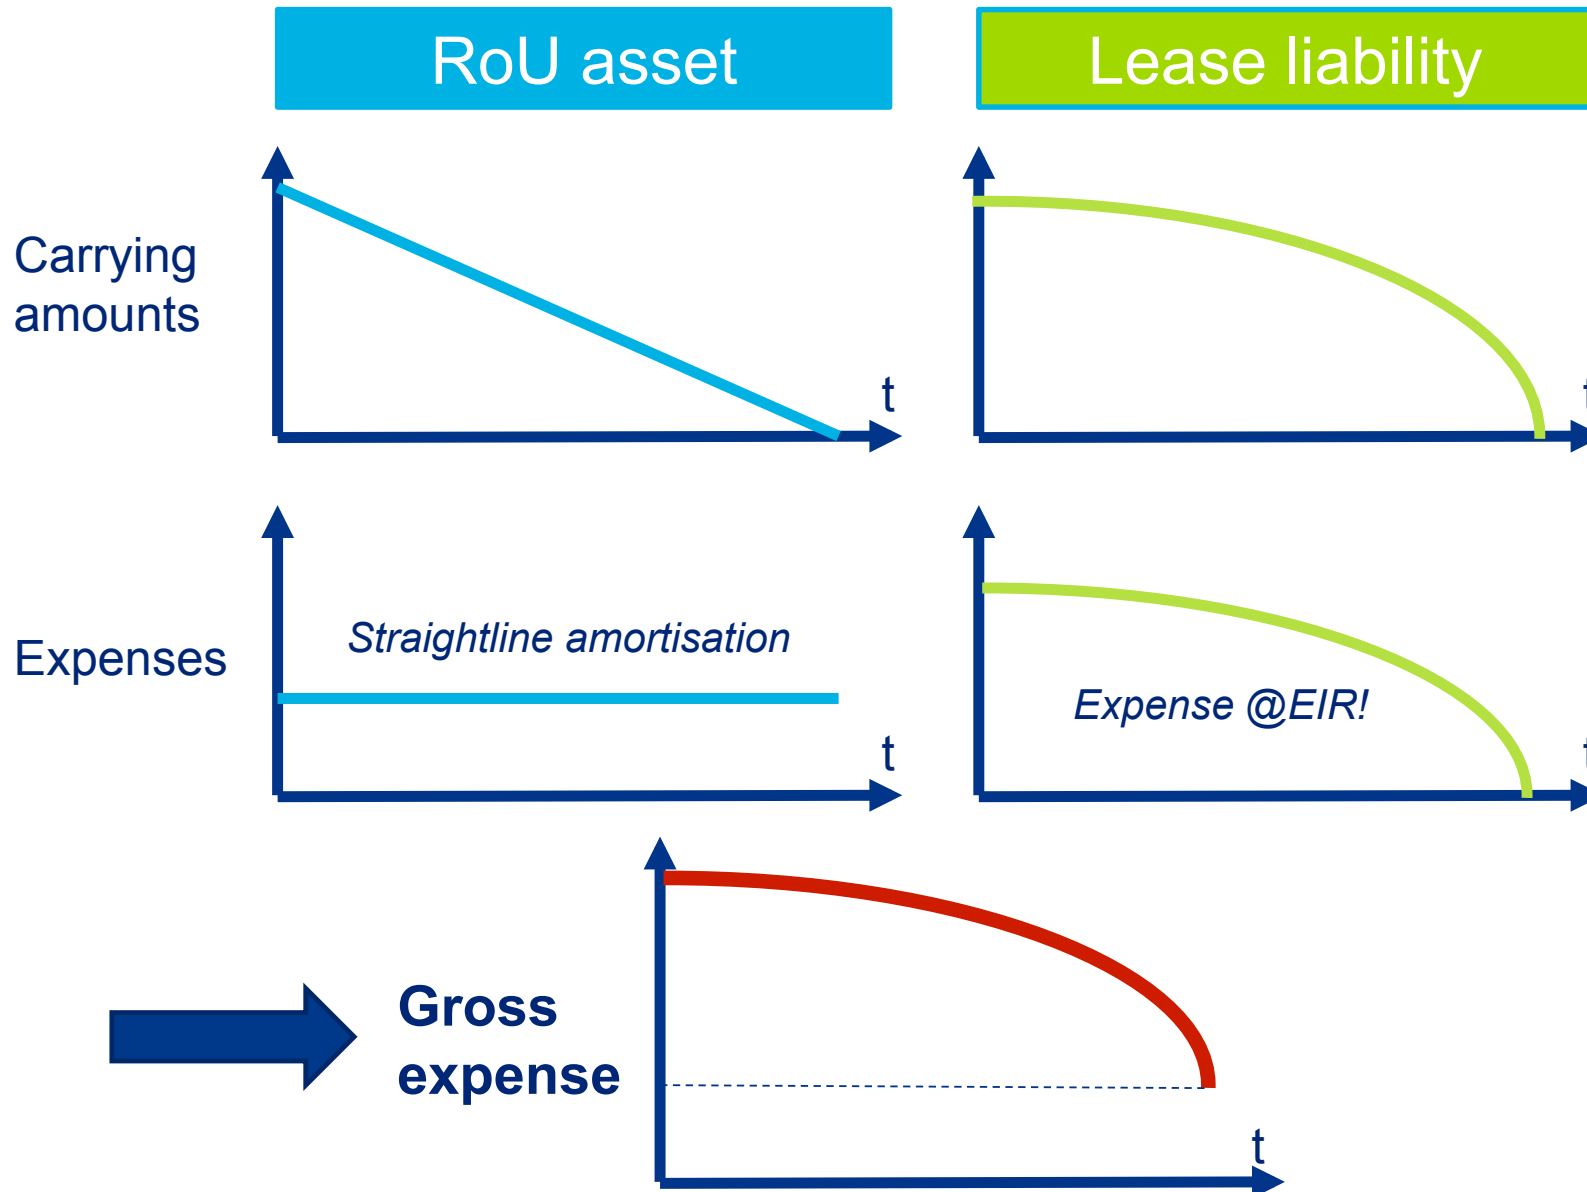 RoU asset
Lease liability
Carrying
amounts
t
t
Expenses
Straightline amortisation
t
Expense @EIR!
t
Gross
expense
t